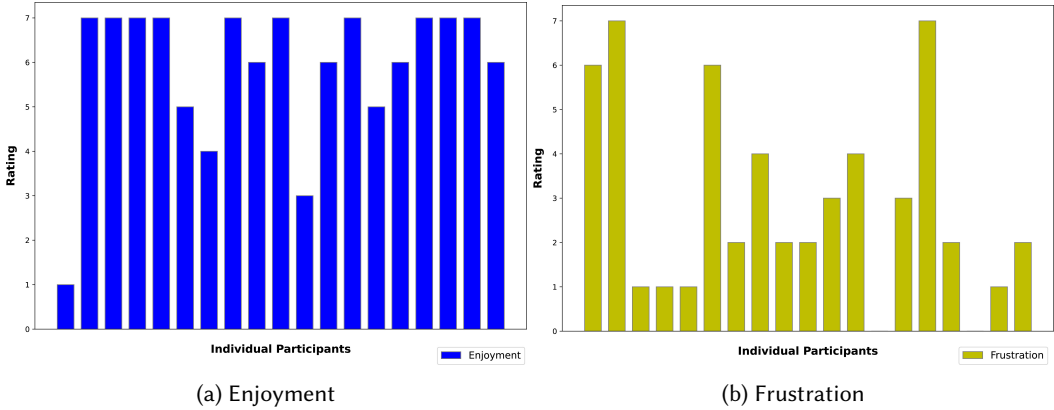 7
6
5
4
3
2
1
0
Rating
Individual Participants
Enjoyment
(a) Enjoyment
7
6
5
4
3
2
1
0
Rating
Individual Participants
Frustration
(b) Frustration